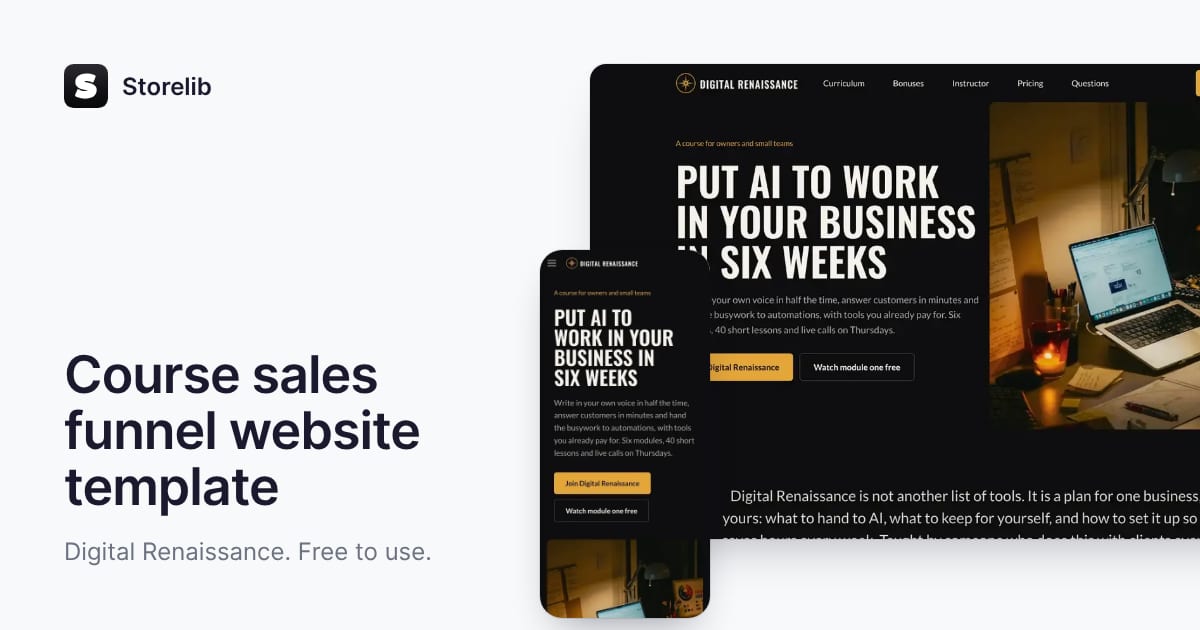 Storelib
Course sales
funnel website
template
Digital Renaissance. Free to use.
DIGITAL RENAISSANCE
Curriculum
Bonuses
Instructor
Pricing
Questions
A course for owners and small teams
PUT AI TO WORK
IN YOUR BUSINESS
IN SIX WEEKS
your own voice in half the time, answer customers in minutes and
busywork to automations, with tools you already pay for. Six
, 40 short lessons and live calls on Thursdays.
Digital Renaissance
Watch module one free
Digital Renaissance is not another list of tools. It is a plan for one business,
yours: what to hand to AI, what to keep for yourself, and how to set it up so
DIGITAL RENAISSANCE
A course for owners and small teams
PUT AI TO
WORK IN YOUR
BUSINESS IN
SIX WEEKS
Write in your own voice in half the time,
answer customers in minutes and hand
the busywork to automations, with tools
you already pay for. Six modules, 40 short
lessons and live calls on Thursdays.
Join Digital Renaissance
Watch module one free